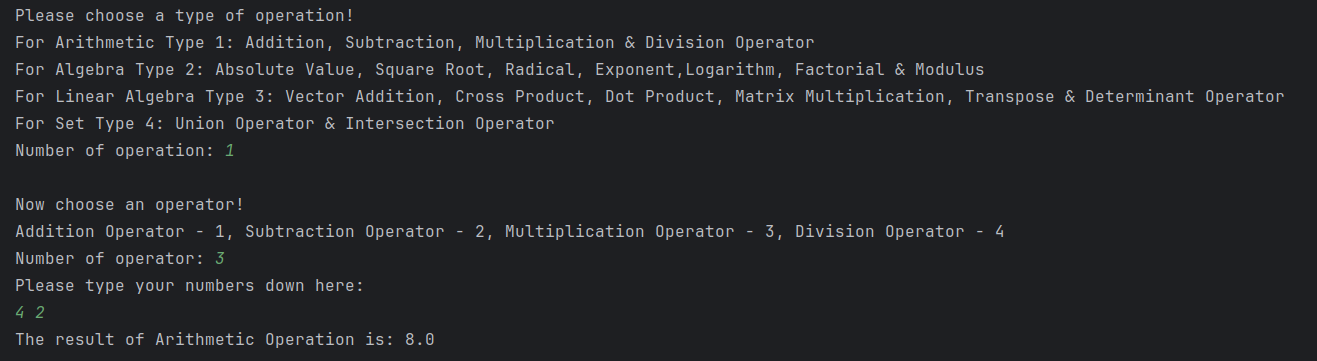 Please choose a type of operation!
For Arithmetic Type 1: Addition, Subtraction, Multiplication & Division Operator
For Algebra Type 2: Absolute Value, Square Root, Radical, Exponent,Logarithm, Factorial & Modulus
For Linear Algebra Type 3: Vector Addition, Cross Product, Dot Product, Matrix Multiplication, Transpose & Determinant Operator
For Set Type 4: Union Operator & Intersection Operator
Number of operation: 1
Now choose an operator!
Addition Operator - 1, Subtraction Operator - 2, Multiplication Operator - 3, Division Operator - 4
Number of operator: 3
Please type your numbers down here:
4 2
The result of Arithmetic Operation is: 8.0